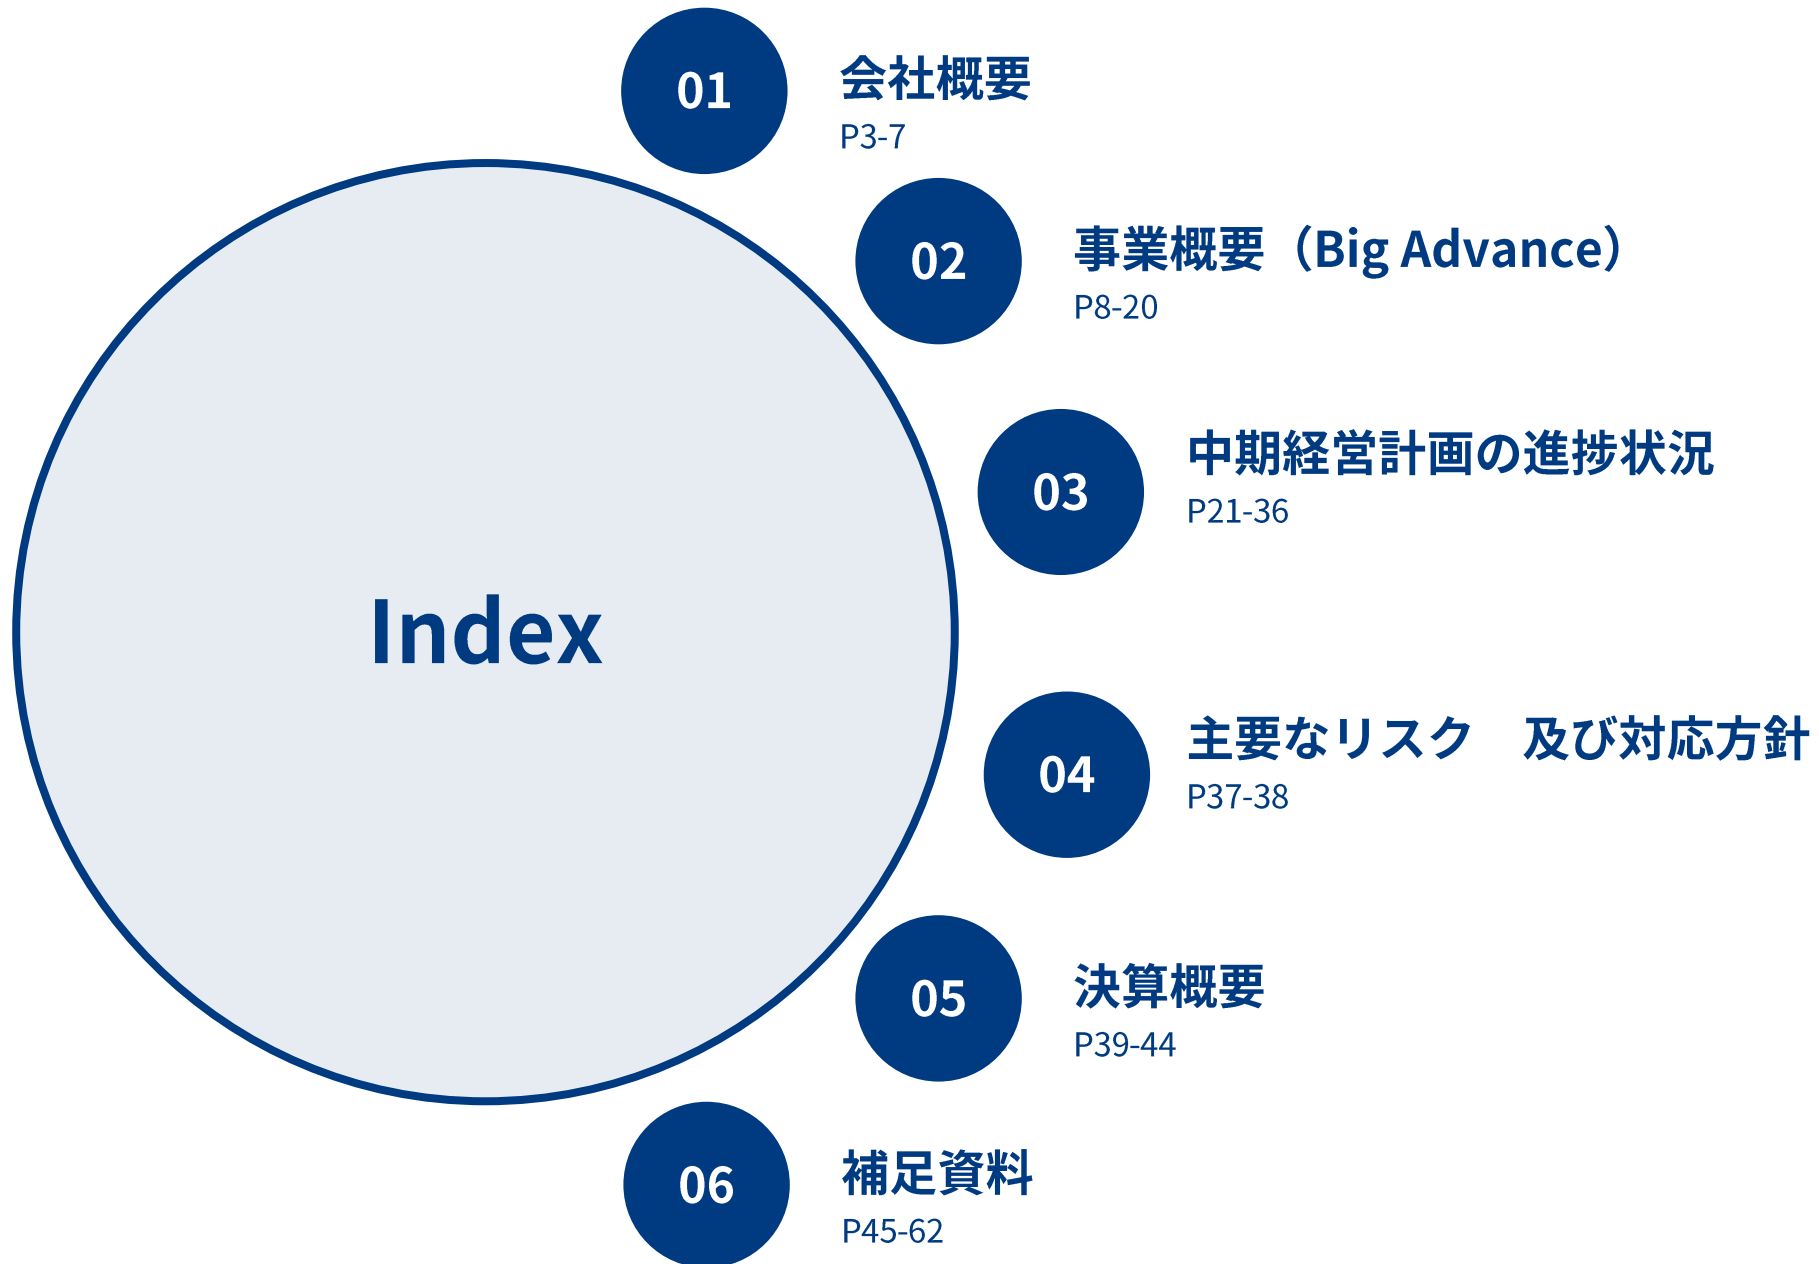 01
会社概要
P3-7
02
事業概要（Big Advance）
P8-20
03
中期経営計画の進捗状況
P21-36
Index
04
主要なリスク　及び対応方針
P37-38
05
決算概要
P39-44
06
補足資料
P45-62